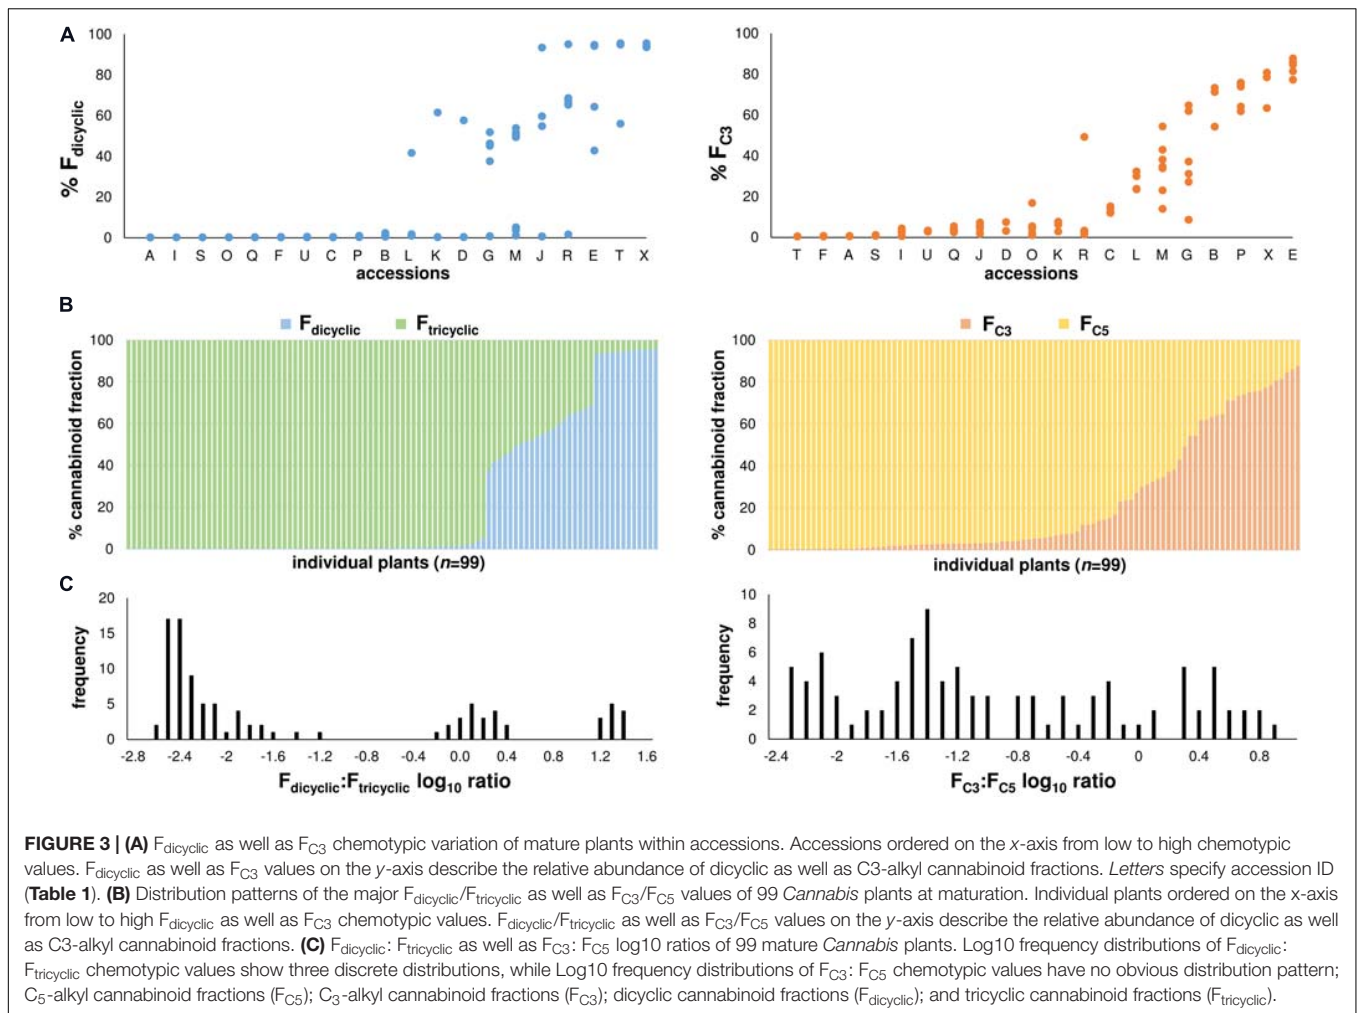 A
100
80
60
40
20
0
% Fdicyclic
A I S O Q F U C P B L K D G M J R E T X
accessions
100
80
60
40
20
0
% FC3
T F A S I U Q J D O K R C L M G B P X E
accessions
B
Fdicyclic Ftricyclic
100
80
60
40
20
0
% cannabinoid fraction
individual plants (n=99)
FC3 FC5
100
80
60
40
20
0
% cannabinoid fraction
individual plants (n=99)
C
20
15
10
5
0
frequency
-2.8 -2.4 -2 -1.6 -1.2 -0.8 -0.4 0.0 0.4 0.8 1.2 1.6
Fdicyclic:Ftricyclic log10 ratio
10
8
6
4
2
0
frequency
-2.4 -2 -1.6 -1.2 -0.8 -0.4 0 0.4 0.8
FC3:FC5 log10 ratio
FIGURE 3 | (A) Fdicyclic as well as FC3 chemotypic variation of mature plants within accessions. Accessions ordered on the x-axis from low to high chemotypic
values. Fdicyclic as well as FC3 values on the y-axis describe the relative abundance of dicyclic as well as C3-alkyl cannabinoid fractions. Letters specify accession ID
(Table 1). (B) Distribution patterns of the major Fdicyclic/Ftricyclic as well as FC3/FC5 values of 99 Cannabis plants at maturation. Individual plants ordered on the x-axis
from low to high Fdicyclic as well as FC3 chemotypic values. Fdicyclic/Ftricyclic as well as FC3/FC5 values on the y-axis describe the relative abundance of dicyclic as well
as C3-alkyl cannabinoid fractions. (C) Fdicyclic: Ftricyclic as well as FC3: FC5 log10 ratios of 99 mature Cannabis plants. Log10 frequency distributions of Fdicyclic:
Ftricyclic chemotypic values show three discrete distributions, while Log10 frequency distributions of FC3: FC5 chemotypic values have no obvious distribution pattern;
C5-alkyl cannabinoid fractions (FC5); C3-alkyl cannabinoid fractions (FC3); dicyclic cannabinoid fractions (Fdicyclic); and tricyclic cannabinoid fractions (Ftricyclic).